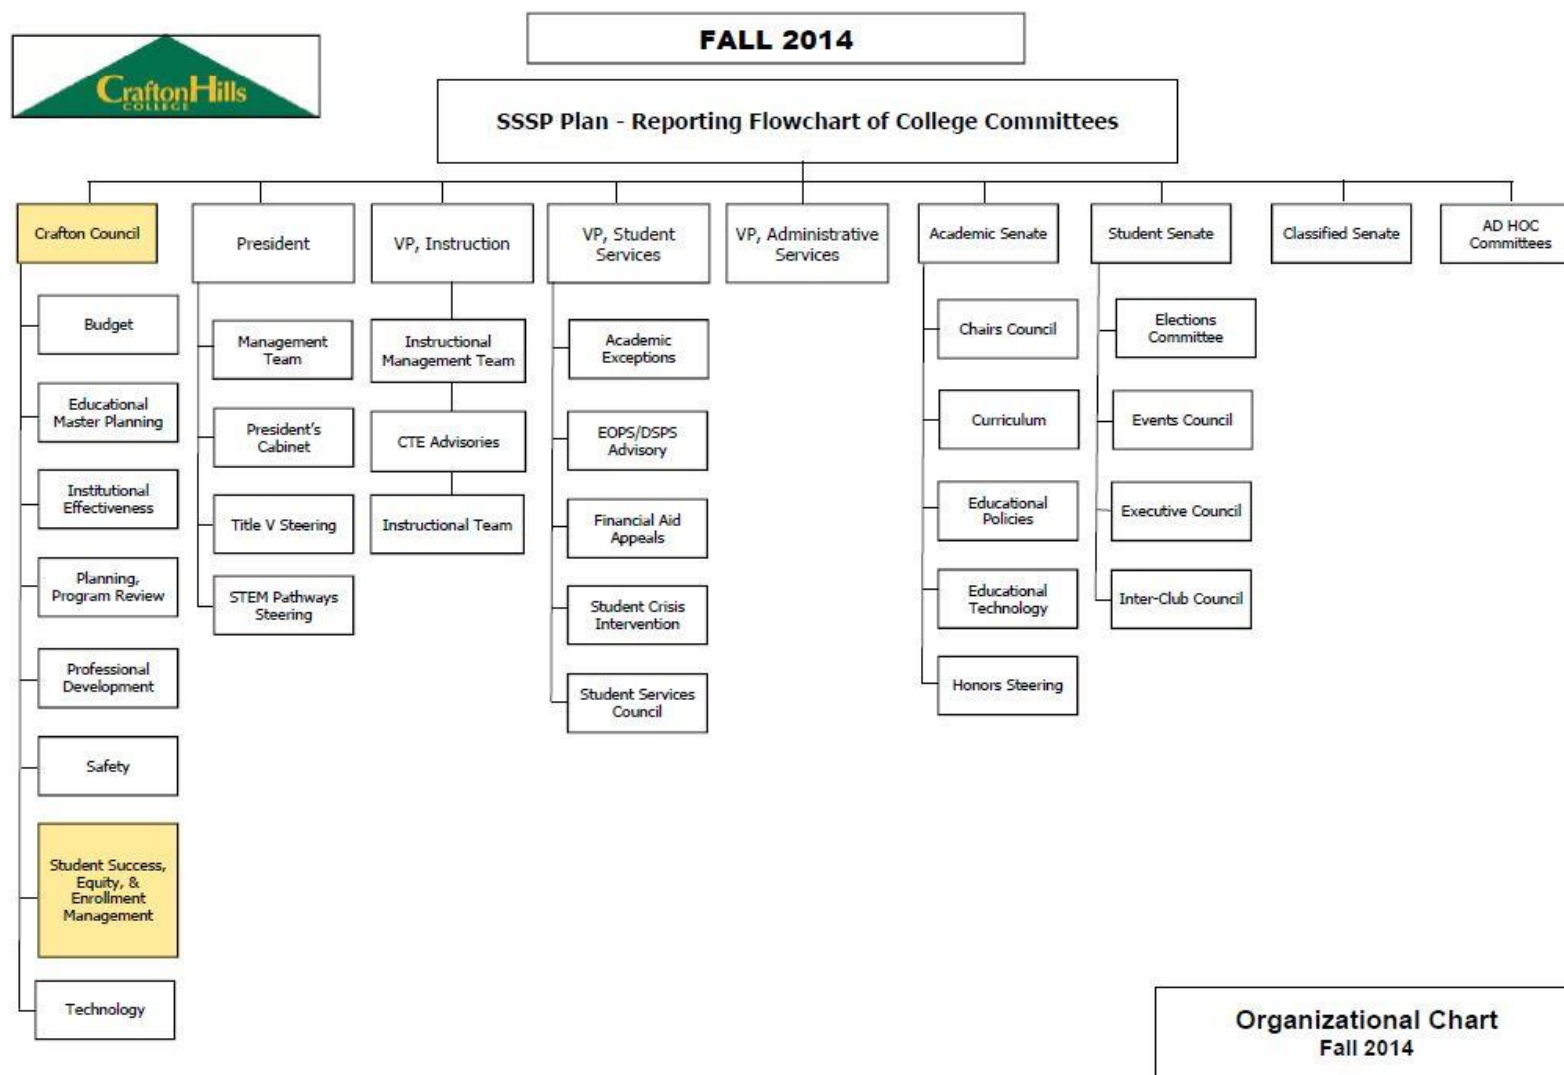 CraftonHills
COLLEGE
FALL 2014
SSSP Plan - Reporting Flowchart of College Committees
Crafton Council
President
VP, Instruction
VP, Student
Services
VP, Administrative
Services
Academic Senate
Student Senate
Classified Senate
AD HOC
Committees
Budget
Educational
Master Planning
Institutional
Effectiveness
Planning,
Program Review
Professional
Development
Safety
Student Success,
Equity, &
Enrollment
Management
Technology
Management
Team
President's
Cabinet
Title V Steering
STEM Pathways
Steering
Instructional
Management Team
CTE Advisories
Instructional Team
Academic
Exceptions
EOPS/DSPS
Advisory
Financial Aid
Appeals
Student Crisis
Intervention
Student Services
Council
Chairs Council
Curriculum
Educational
Policies
Educational
Technology
Honors Steering
Elections
Committee
Events Council
Executive Council
Inter-Club Council
Organizational Chart
Fall 2014